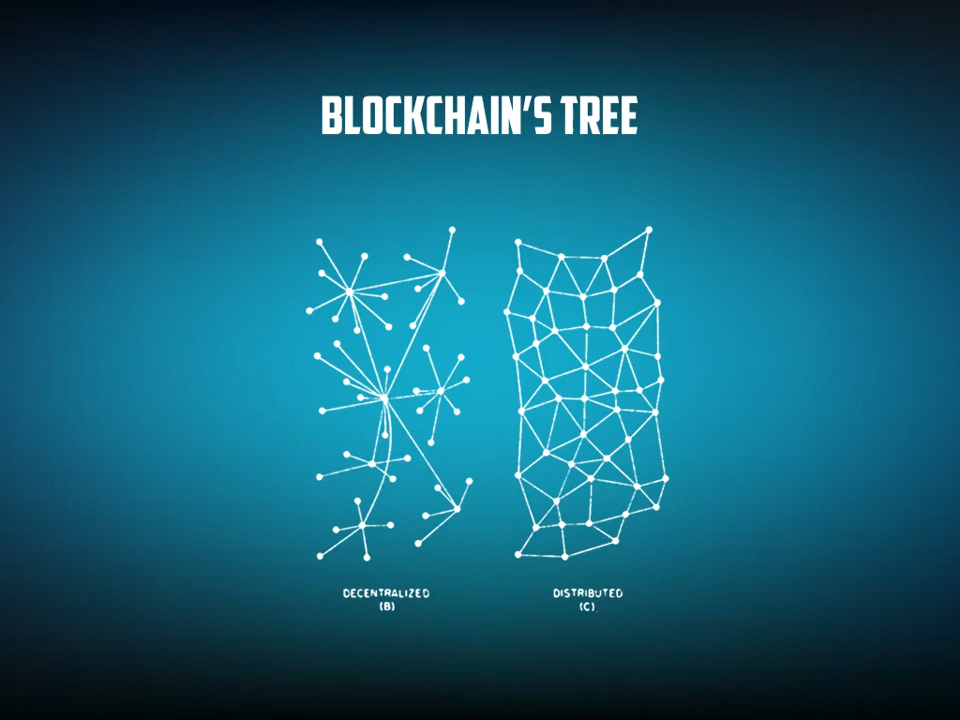 BLOCKCHAIN'S TREE
DECENTRALIZED
(B)
DISTRIBUTED
(C)